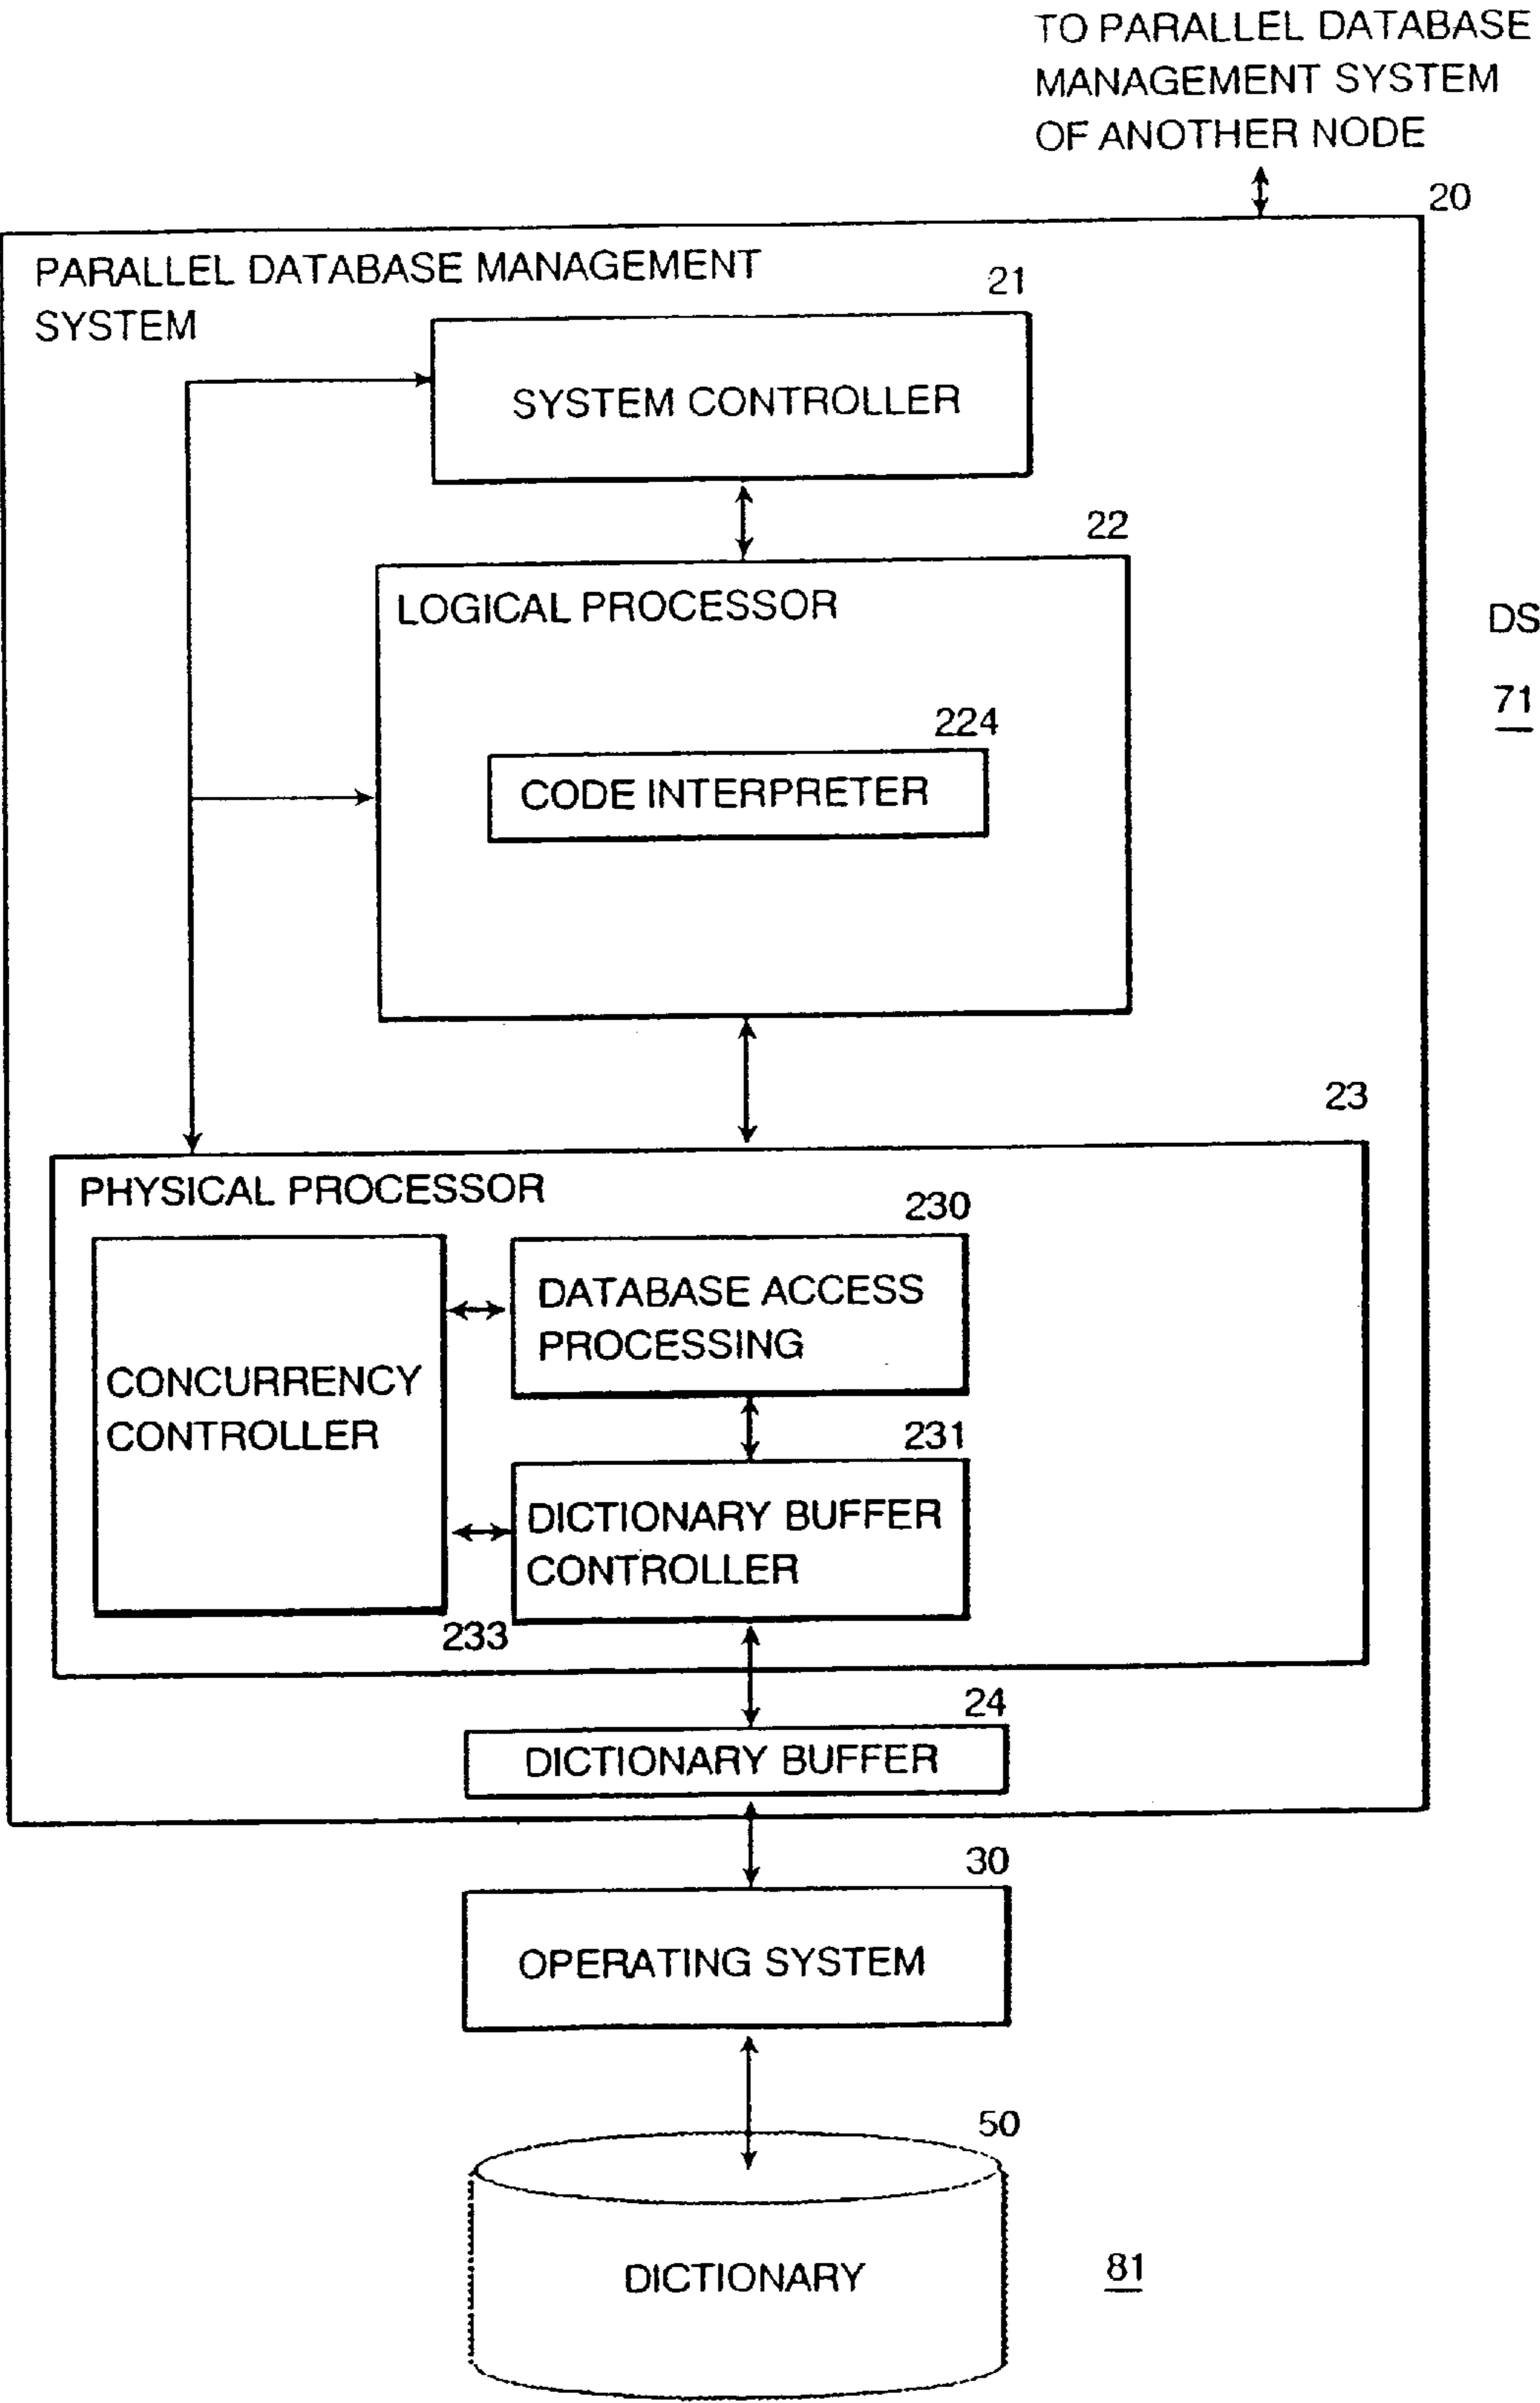 TO PARALLEL DATABASE
MANAGEMENT SYSTEM
OF ANOTHER NODE
20
PARALLEL DATABASE MANAGEMENT
SYSTEM
21
SYSTEM CONTROLLER
22
LOGICAL PROCESSOR
DS
71
224
CODE INTERPRETER
23
PHYSICAL PROCESSOR
230
DATABASE ACCESS
PROCESSING
CONCURRENCY
CONTROLLER
231
DICTIONARY BUFFER
CONTROLLER
233
24
DICTIONARY BUFFER
30
OPERATING SYSTEM
50
DICTIONARY
81